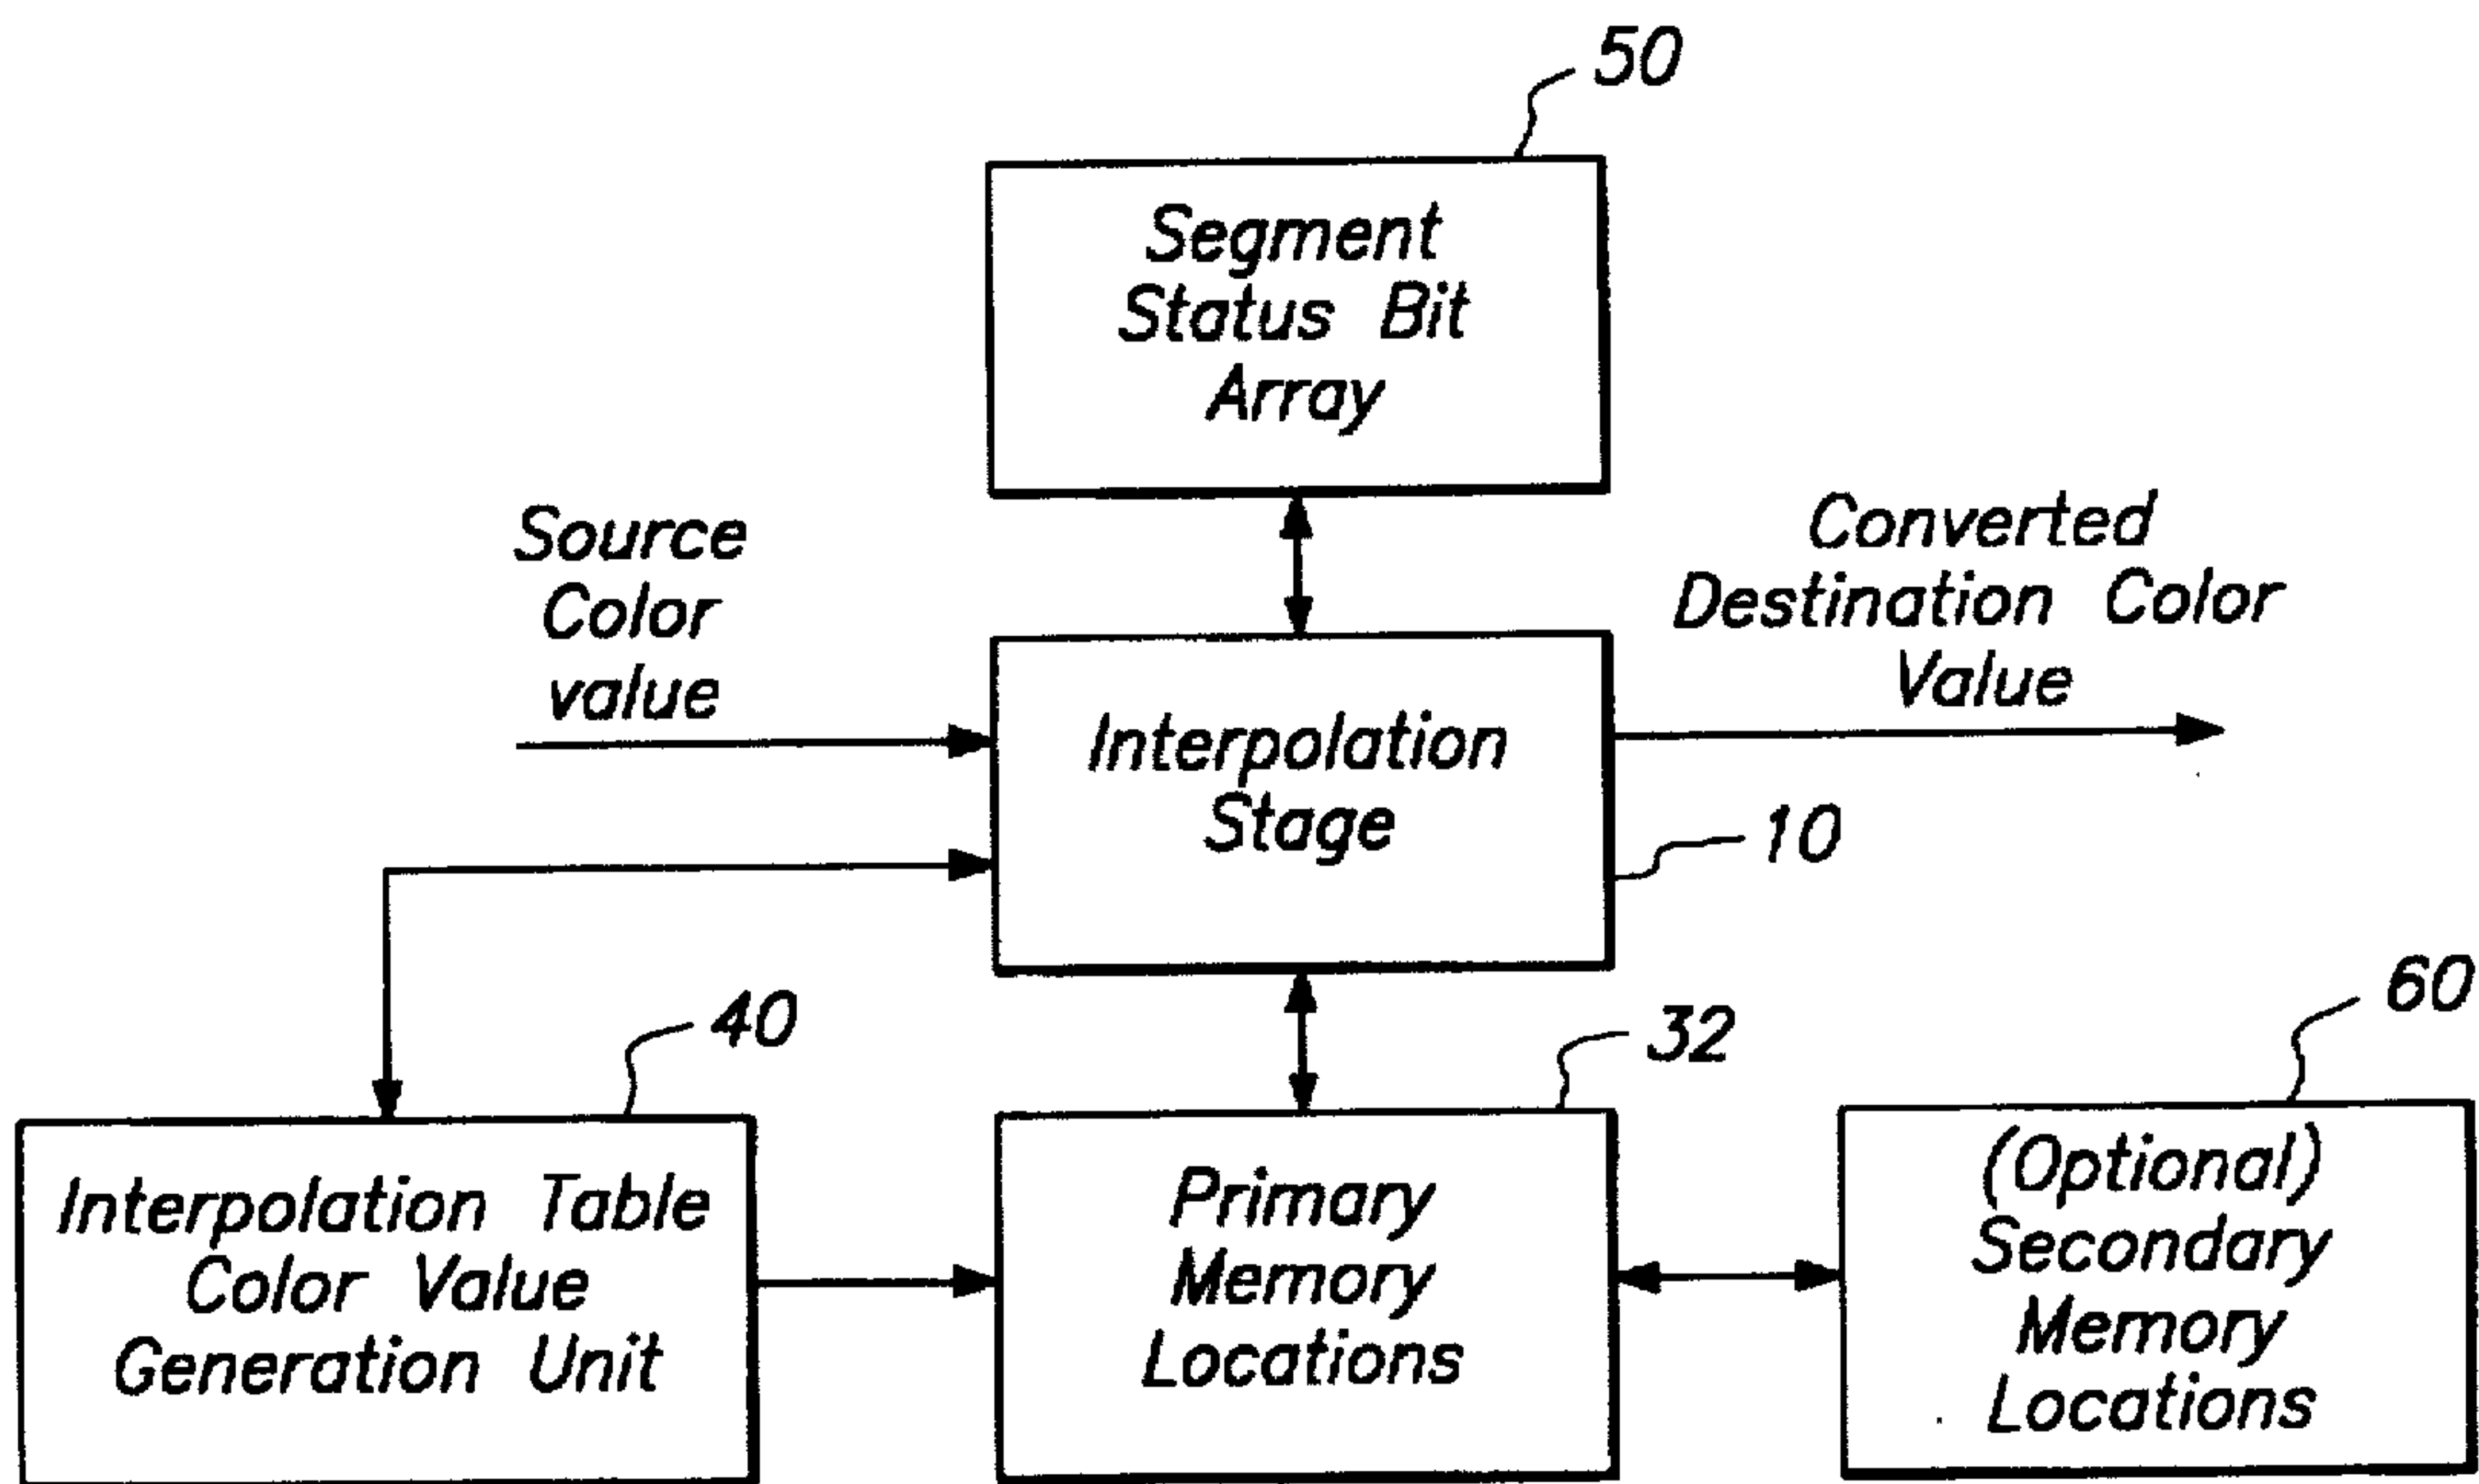 50
Segment
Status Bit
Array
Source
Color
value
Converted
Destination Color
Value
Interpolation
Stage
10
40
32
60
Interpolation Table
Color Value
Generation Unit
Primary
Memory
Locations
(Optional)
Secondary
Memory
Locations